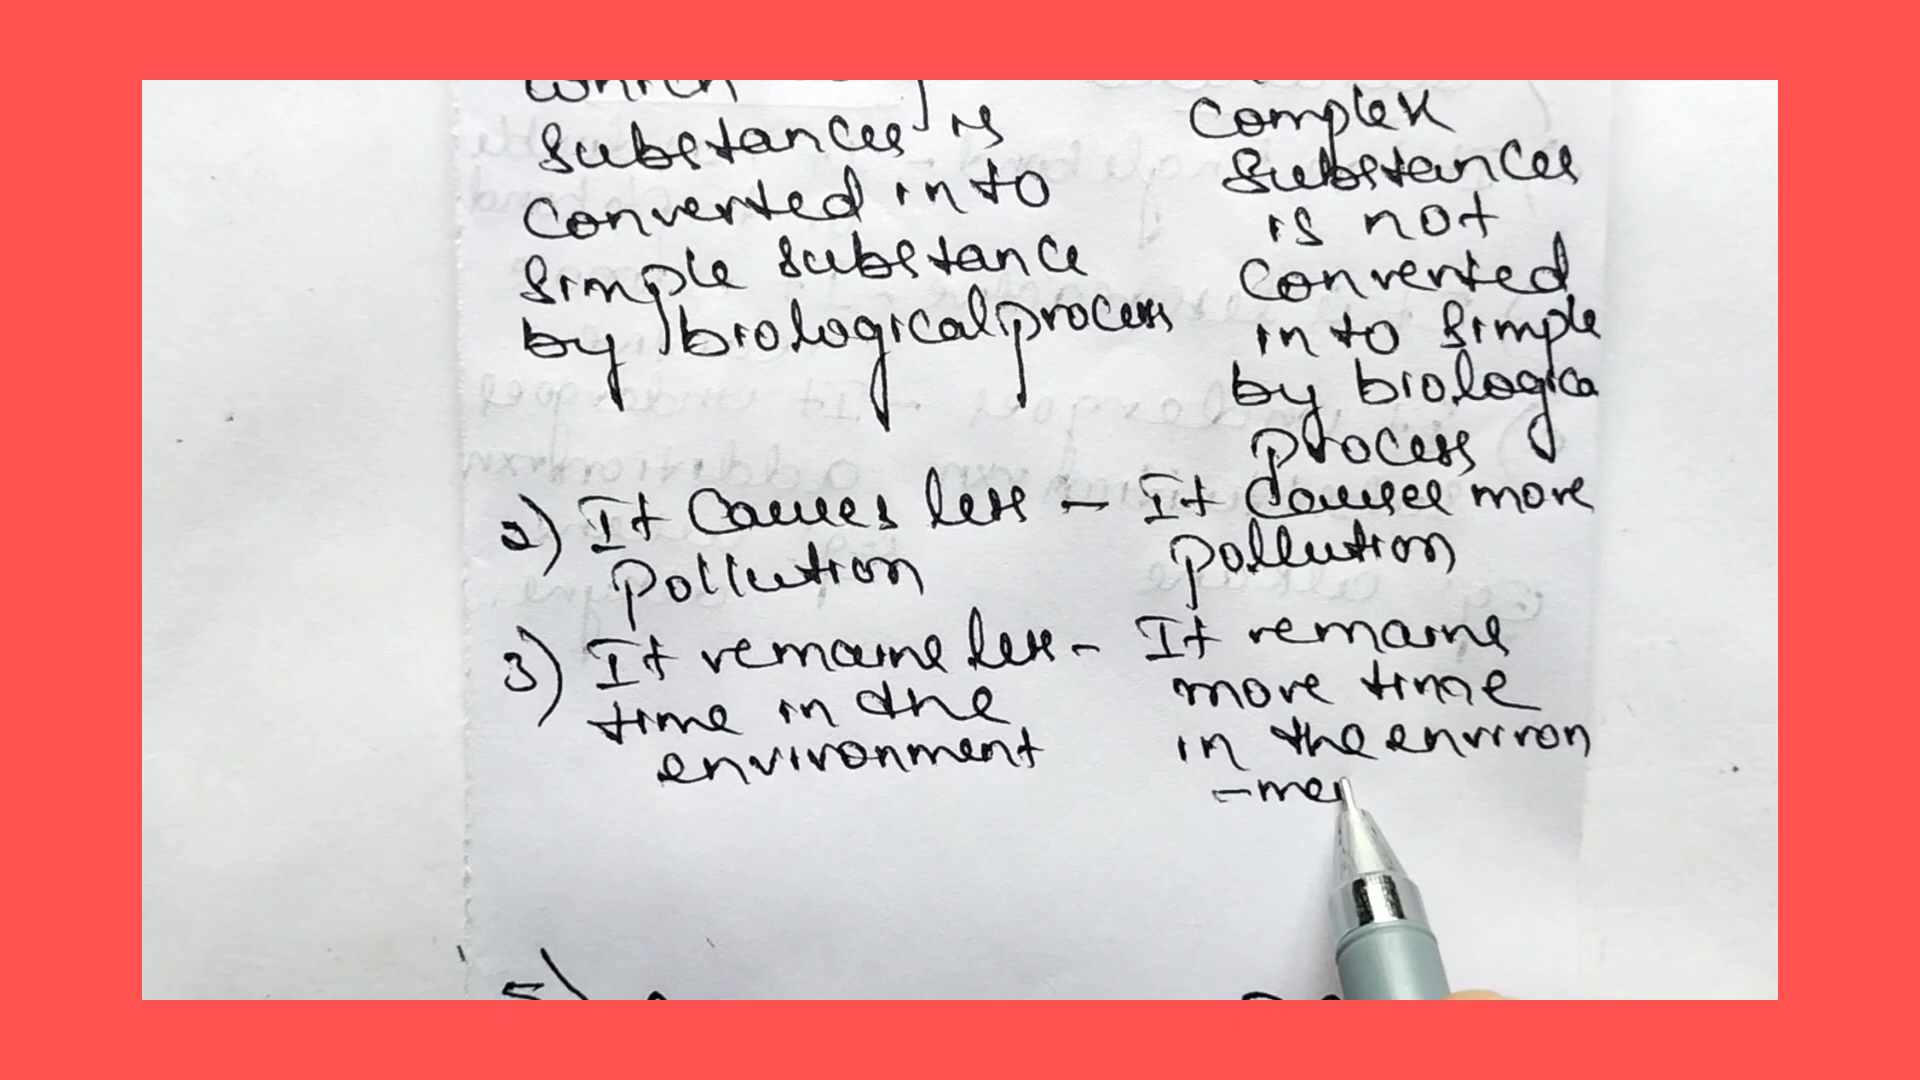 which
substances is
converted into
simple substance
by biological process
complex
substances
is not
converted
into simple
by biologica
process
2) It causes less - It causes more
pollution
pollution
3) It remains less - It remains
time in the
environment
more time
in the environ
-me
5)